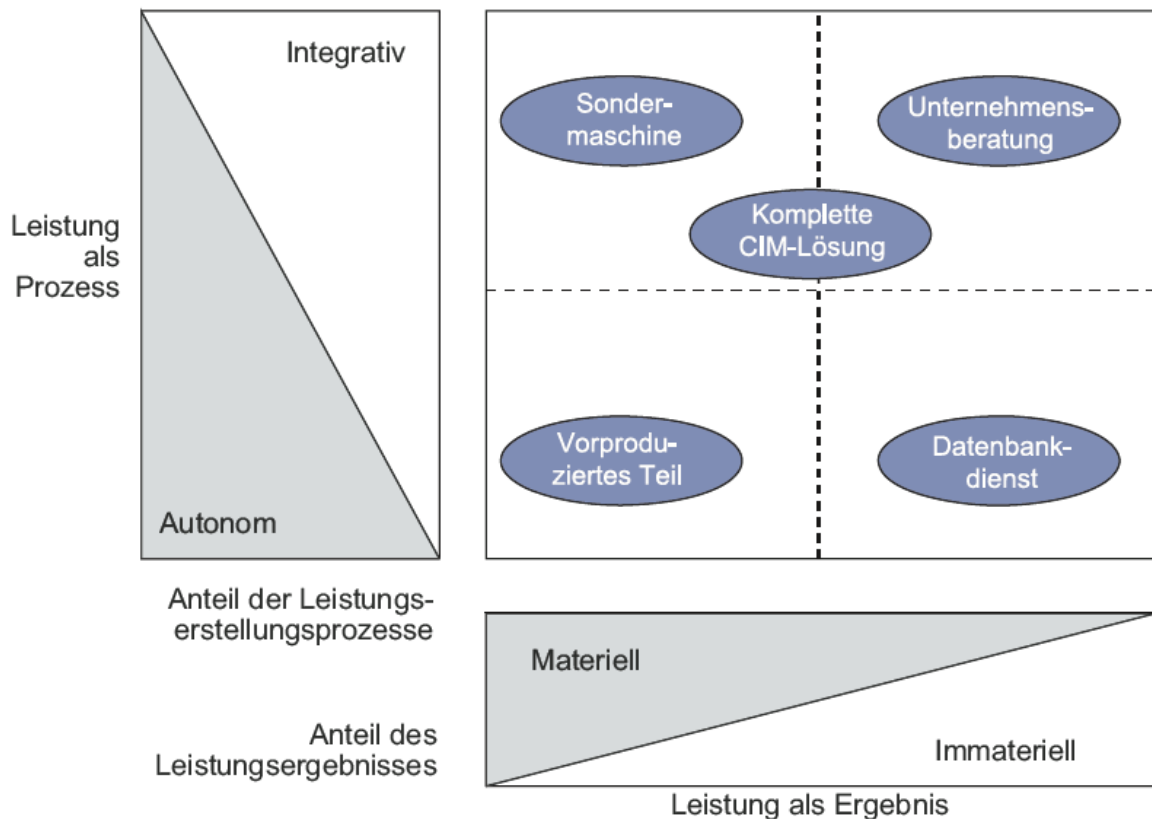 Integrativ
Leistung
als
Prozess
Autonom
Sonder-
maschine
Unternehmens-
beratung
Komplette
CIM-Lösung
Vorprodu-
ziertes Teil
Datenbank-
dienst
Anteil der Leistungs-
erstellungsprozesse
Materiell
Anteil des
Leistungsergebnisses
Immateriell
Leistung als Ergebnis